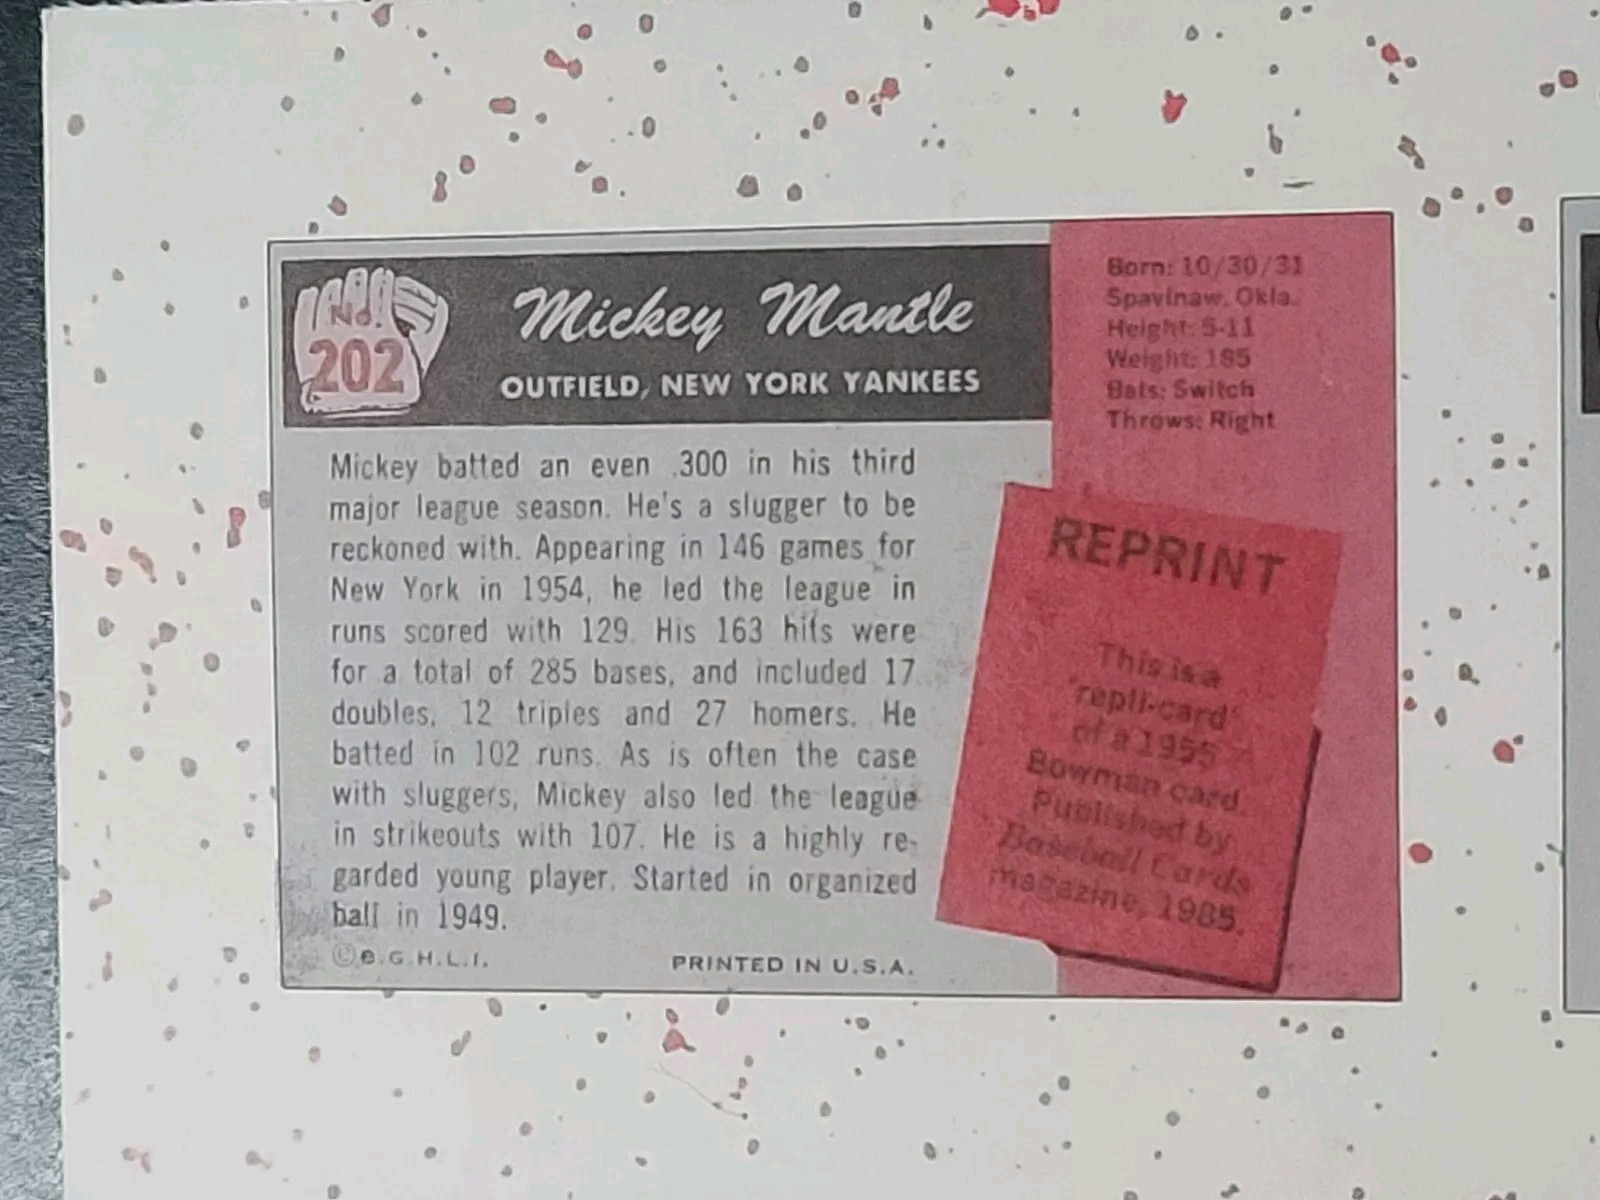 No.
202
Mickey Mantle
OUTFIELD, NEW YORK YANKEES
Born: 10/30/31
Spavinaw, Okla.
Height: 5-11
Weight: 195
Bats: Switch
Throws: Right
Mickey batted an even .300 in his third
major league season. He's a slugger to be
reckoned with. Appearing in 146 games for
New York in 1954, he led the league in
runs scored with 129. His 163 hits were
for a total of 285 bases, and included 17
doubles, 12 triples and 27 homers. He
batted in 102 runs. As is often the case
with sluggers, Mickey also led the league
in strikeouts with 107. He is a highly re-
garded young player. Started in organized
ball in 1949.
©B.G.H.L.I.
PRINTED IN U.S.A.
REPRINT
This is a
"repli-card"
of a 1955
Bowman card.
Published by
Baseball Cards
magazine, 1985.